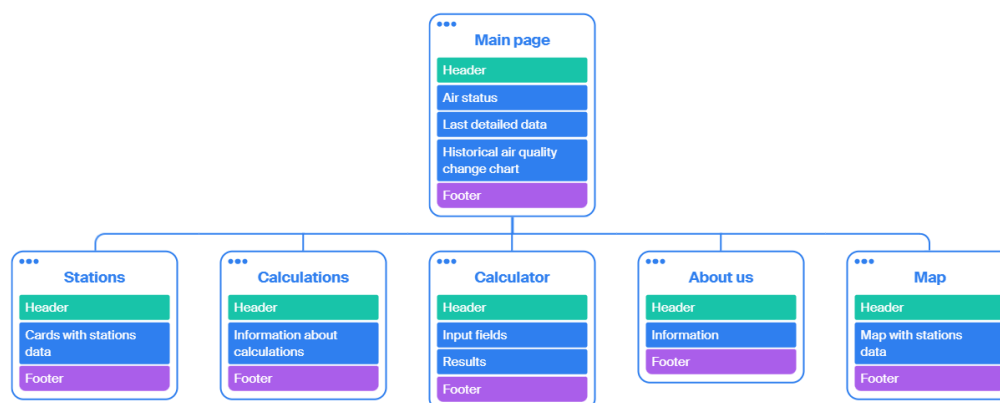 Main page
Header
Air status
Last detailed data
Historical air quality
change chart
Footer
Stations
Header
Cards with stations
data
Footer
Calculations
Header
Information about
calculations
Footer
Calculator
Header
Input fields
Results
Footer
About us
Header
Information
Footer
Map
Header
Map with stations
data
Footer